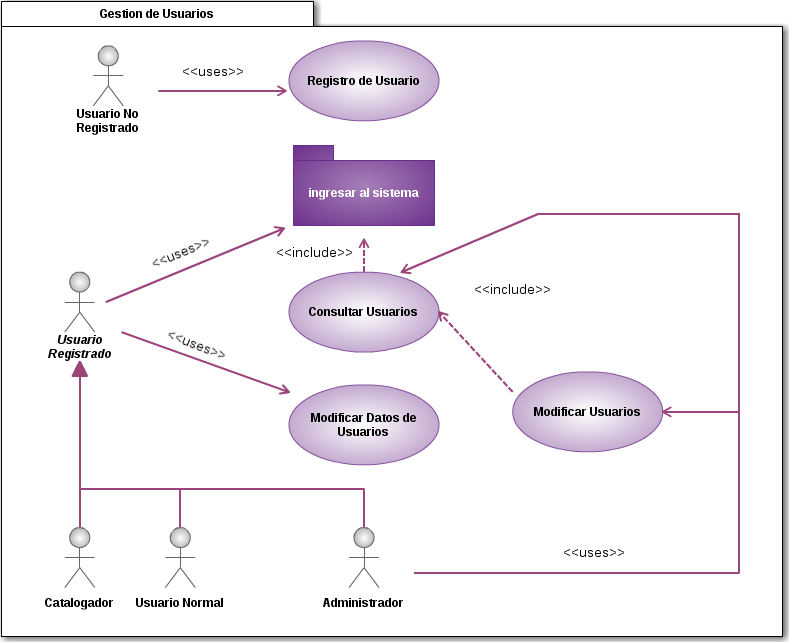 Gestion de Usuarios
<<uses>>
Registro de Usuario
Usuario No
Registrado
ingresar al sistema
<<uses>>
<<include>>
<<include>>
Consultar Usuarios
Usuario
Registrado
<<uses>>
Modificar Datos de
Usuarios
Modificar Usuarios
<<uses>>
Catalogador
Usuario Normal
Administrador